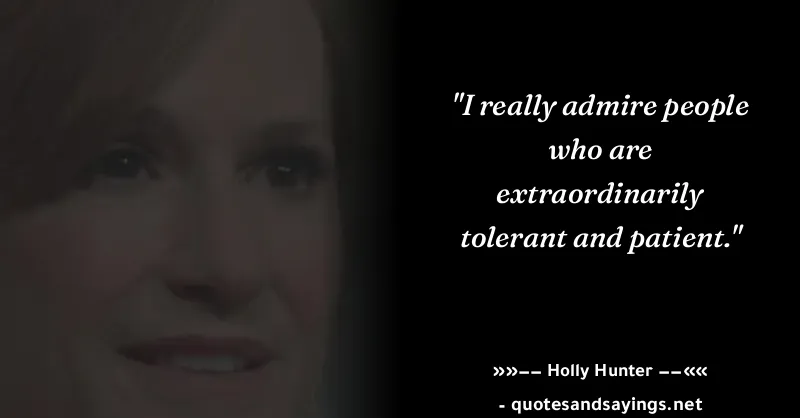 "I really admire people
who are
extraordinarily
tolerant and patient."
»»−− Holly Hunter −−««
- quotesandsayings.net